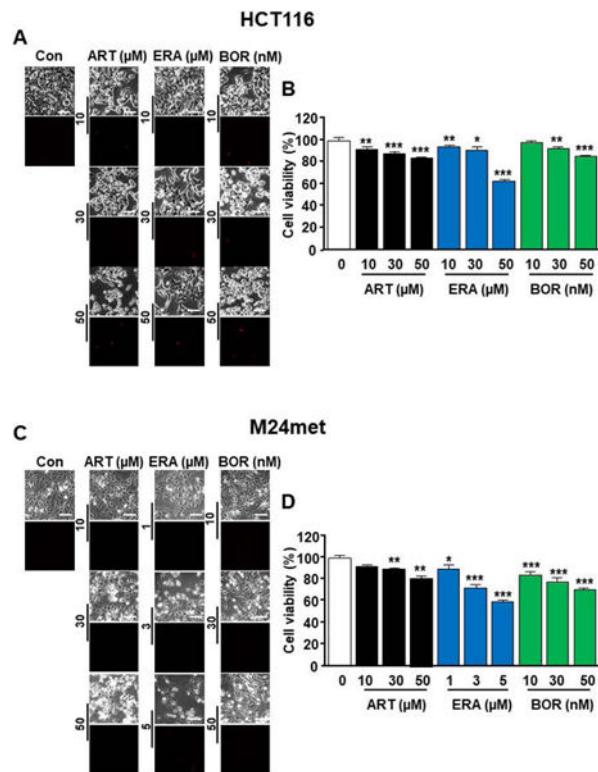 HCT116
A
Con ART (µM) ERA (µM) BOR (nM)
10 10 10
30 30 30
50 50 50
B
Cell viability (%)
120
100
80
60
40
20
0
** *** *** ** * *** ** ***
0 10 30 50 10 30 50 10 30 50
ART (µM) ERA (µM) BOR (nM)
M24met
C
Con ART (µM) ERA (µM) BOR (nM)
10 1 10
30 3 30
50 5 50
D
Cell viability (%)
120
100
80
60
40
20
0
** ** * *** *** *** *** ***
0 10 30 50 1 3 5 10 30 50
ART (µM) ERA (µM) BOR (nM)